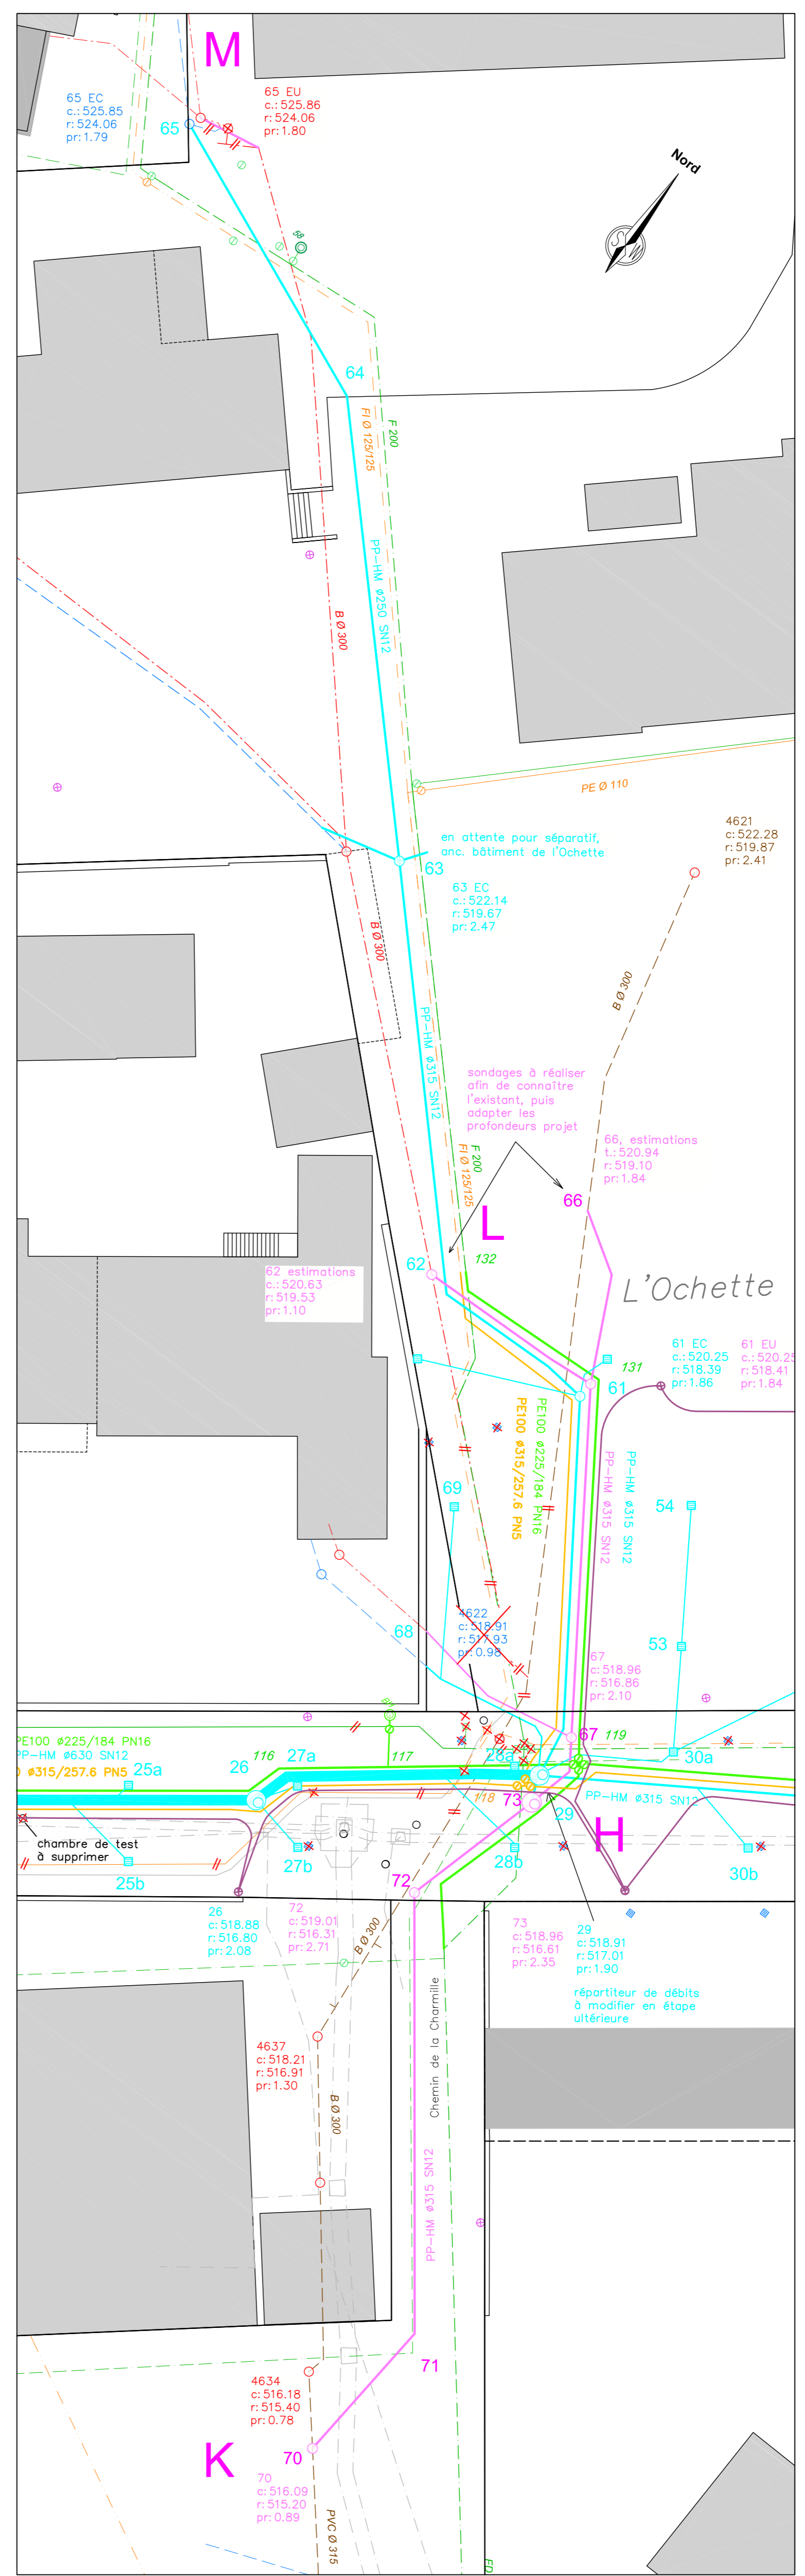 M
65 EC
c.: 525.85
r: 524.06
pr: 1.79
65
65 EU
c.: 525.86
r: 524.06
pr: 1.80
Nord
58
64
FI Ø 125/125
F 200
PP-HM ø250 SN12
B Ø 300
PE Ø 110
en attente pour séparatif,
anc. bâtiment de l'Ochette
63
63 EC
c.: 522.14
r: 519.67
pr: 2.47
4621
c: 522.28
r: 519.87
pr: 2.41
B Ø 300
B Ø 300
PP-HM ø315 SN12
sondages à réaliser
afin de connaître
l'existant, puis
adapter les
profondeurs projet
66, estimations
t.: 520.94
r: 519.10
pr: 1.84
66
F 200
FI Ø 125/125
L
132
62
62 estimations
c.: 520.63
r: 519.53
pr: 1.10
L'Ochette
61 EC
c.: 520.25
r: 518.39
pr: 1.86
61 EU
c.: 520.25
r: 518.41
pr: 1.84
131
61
PE100 ø225/184 PN16
PE100 ø315/257.6 PN5
PP-HM ø315 SN12
PP-HM ø315 SN12
69
54
68
4622
c: 518.91
r: 517.93
pr: 0.98
53
67
c: 518.96
r: 516.86
pr: 2.10
67
119
PE100 ø225/184 PN16
PP-HM ø630 SN12
ø315/257.6 PN5
25a
26
116
27a
117
28a
30a
118
73
29
PP-HM ø315 SN12
H
chambre de test
à supprimer
25b
27b
28b
30b
72
26
c: 518.88
r: 516.80
pr: 2.08
72
c: 519.01
r: 516.31
pr: 2.71
B Ø 300
73
c: 518.96
r: 516.61
pr: 2.35
29
c: 518.91
r: 517.01
pr: 1.90
répartiteur de débits
à modifier en étape
ultérieure
Chemin de la Charmille
4637
c: 518.21
r: 516.91
pr: 1.30
B Ø 300
PP-HM ø315 SN12
71
4634
c: 516.18
r: 515.40
pr: 0.78
K
70
70
c: 516.09
r: 515.20
pr: 0.89
PVC Ø 315